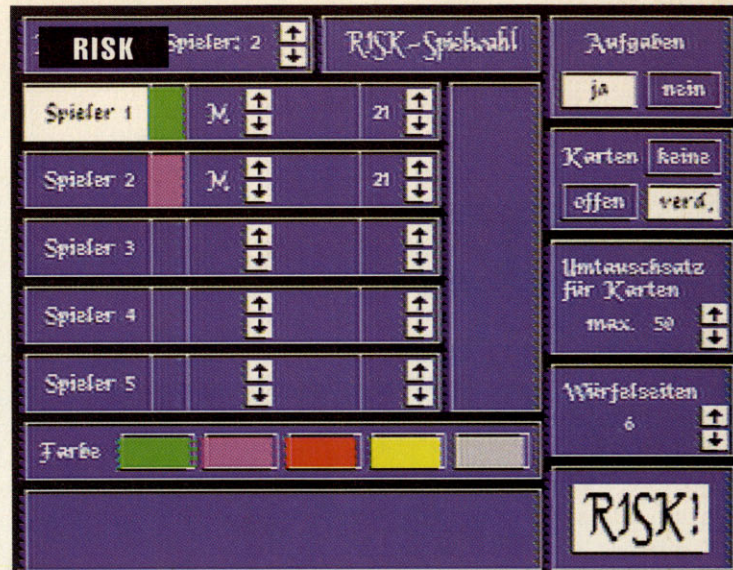 RISK
Spieler: 2
RISK-Spielwahl
Spieler 1
M.
21
Spieler 2
M.
21
Spieler 3
Spieler 4
Spieler 5
Farbe
Aufgaben
ja
nein
Karten
keine
offen
verd.
Umtauschsatz
für Karten
max. 50
Würfelseiten
6
RISK!